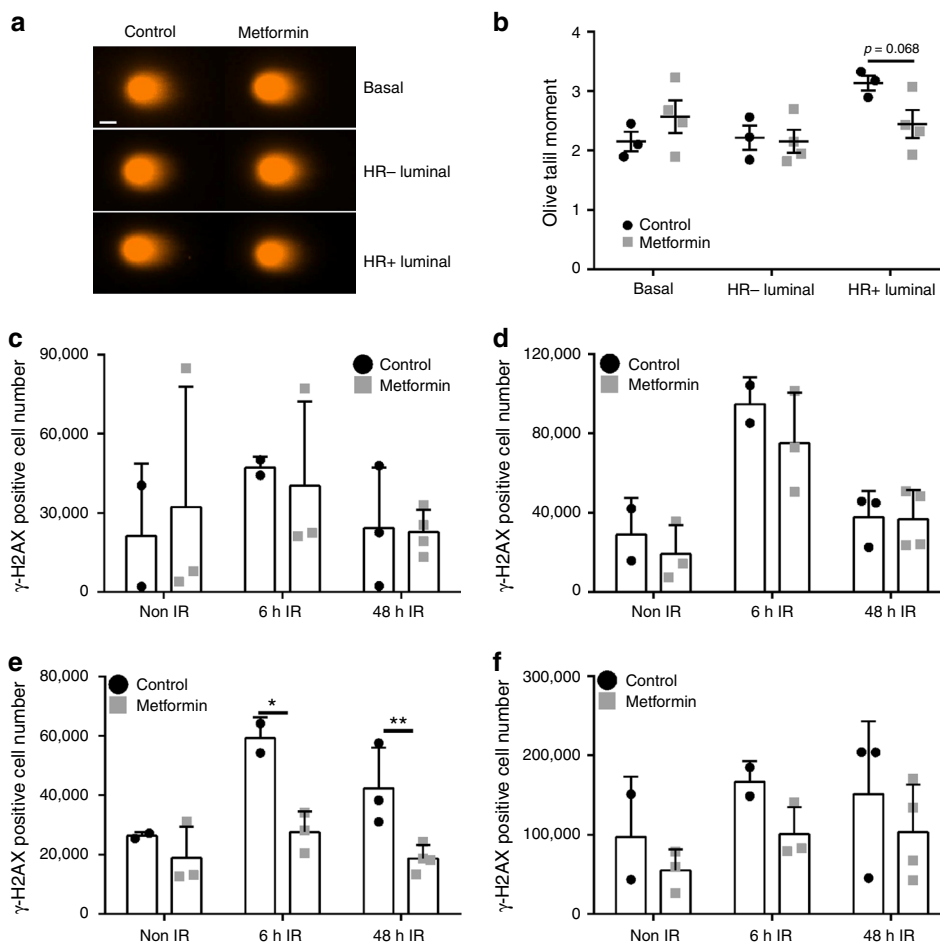 a
Control
Metformin
Basal
HR– luminal
HR+ luminal
b
Olive talil moment
4
3
2
1
0
p = 0.068
Control
Metformin
Basal
HR– luminal
HR+ luminal
c
γ-H2AX positive cell number
90,000
60,000
30,000
0
Control
Metformin
Non IR
6 h IR
48 h IR
d
γ-H2AX positive cell number
120,000
80,000
40,000
0
Control
Metformin
Non IR
6 h IR
48 h IR
e
γ-H2AX positive cell number
80,000
60,000
40,000
20,000
0
Control
Metformin
*
**
Non IR
6 h IR
48 h IR
f
γ-H2AX positive cell number
300,000
200,000
100,000
0
Control
Metformin
Non IR
6 h IR
48 h IR